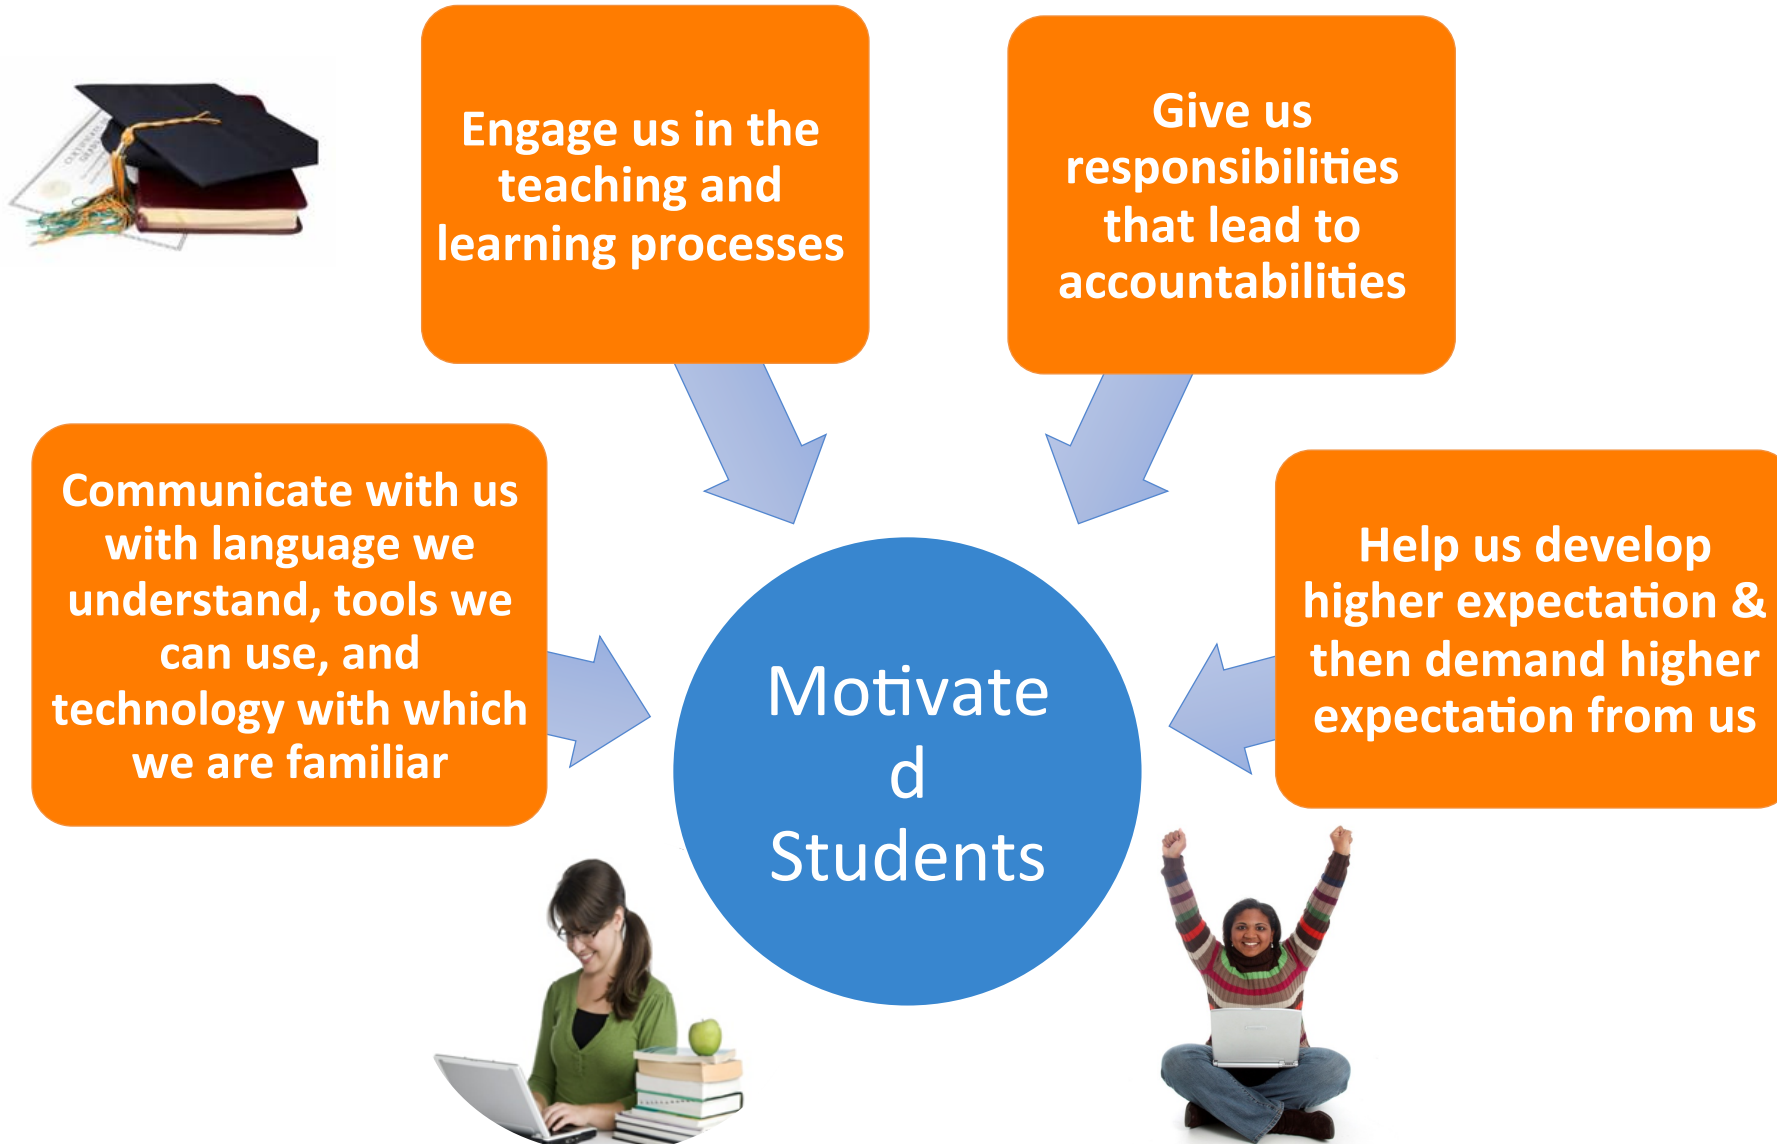 Engage us in the
teaching and
learning processes
Give us
responsibilities
that lead to
accountabilities
Communicate with us
with language we
understand, tools we
can use, and
technology with which
we are familiar
Help us develop
higher expectation &
then demand higher
expectation from us
Motivate
d
Students